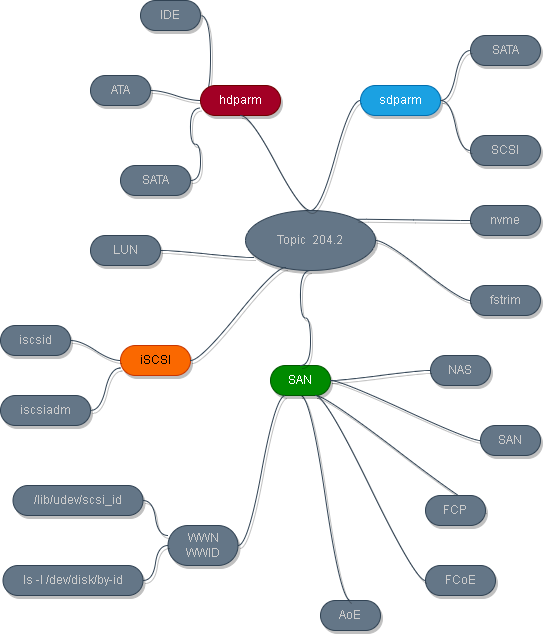 IDE
ATA
hdparm
SATA
sdparm
SATA
SCSI
nvme
fstrim
Topic 204.2
LUN
iSCSI
iscsid
iscsiadm
SAN
NAS
SAN
FCP
FCoE
AoE
WWN
WWID
/lib/udev/scsi_id
ls -l /dev/disk/by-id